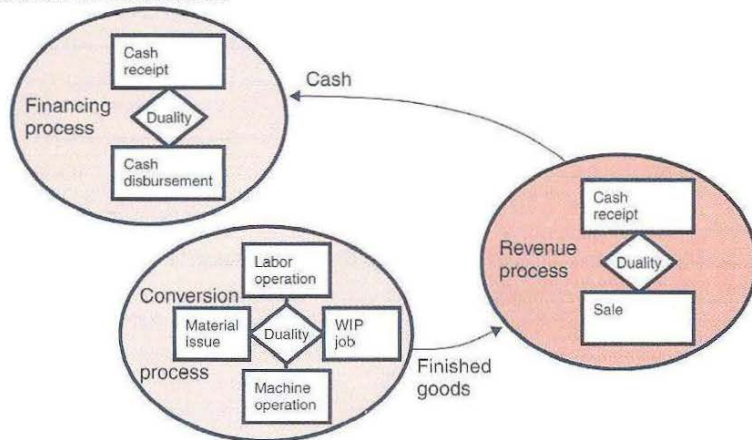 Cash
receipt
Financing
process
Duality
Cash
disbursement
Cash
Cash
receipt
Revenue
process
Duality
Sale
Labor
operation
Conversion
process
Material
issue
Duality
WIP
job
Machine
operation
Finished
goods